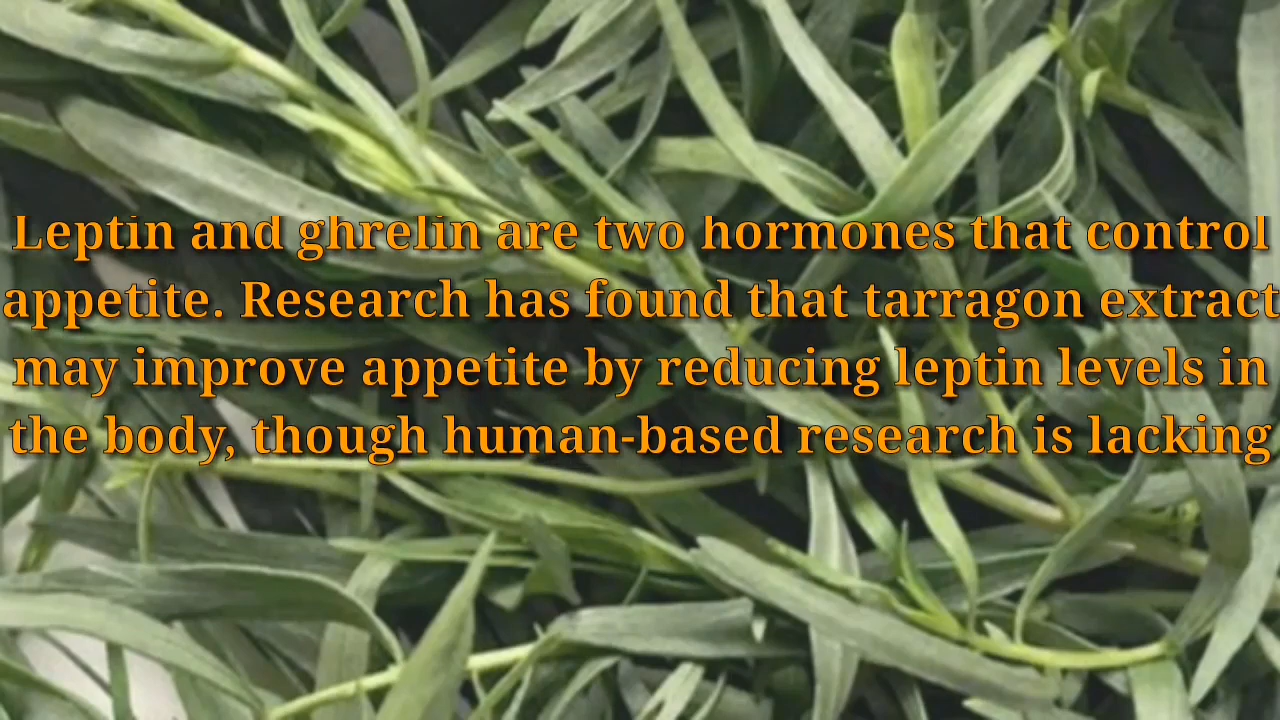 Leptin and ghrelin are two hormones that control
appetite. Research has found that tarragon extract
may improve appetite by reducing leptin levels in
the body, though human-based research is lacking